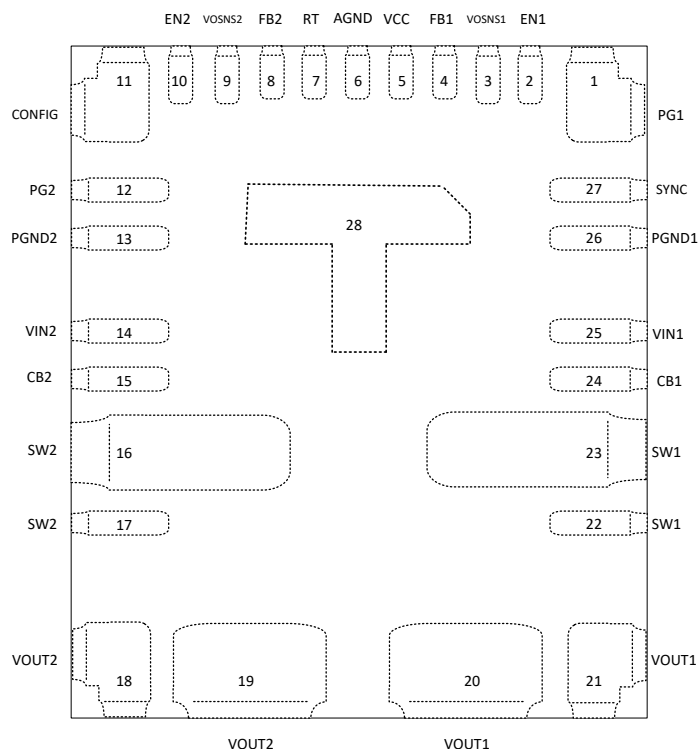 EN2 VOSNS2 FB2 RT AGND VCC FB1 VOSNS1 EN1
11 10 9 8 7 6 5 4 3 2 1
CONFIG PG1
PG2 12 27 SYNC
PGND2 13 28 26 PGND1
VIN2 14 25 VIN1
CB2 15 24 CB1
SW2 16 23 SW1
SW2 17 22 SW1
VOUT2 18 19 20 21 VOUT1
VOUT2 VOUT1